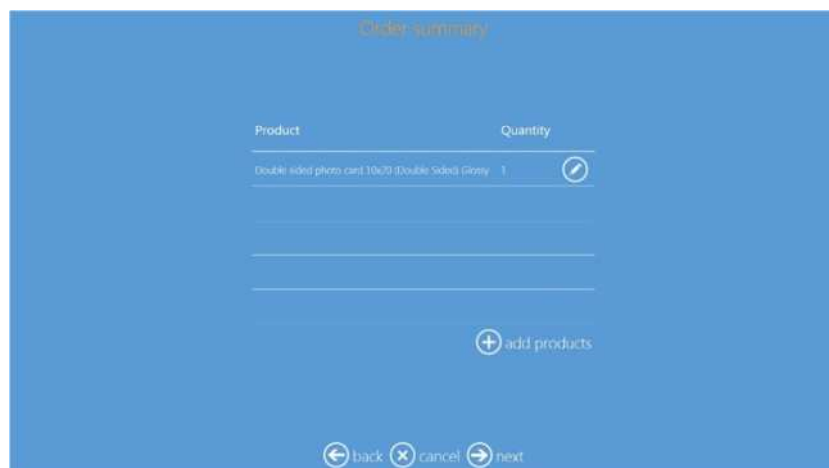 Order summary
Product Quantity
Double sided photo card 10x20 (Double Sided) Glossy 1
add products
back cancel next